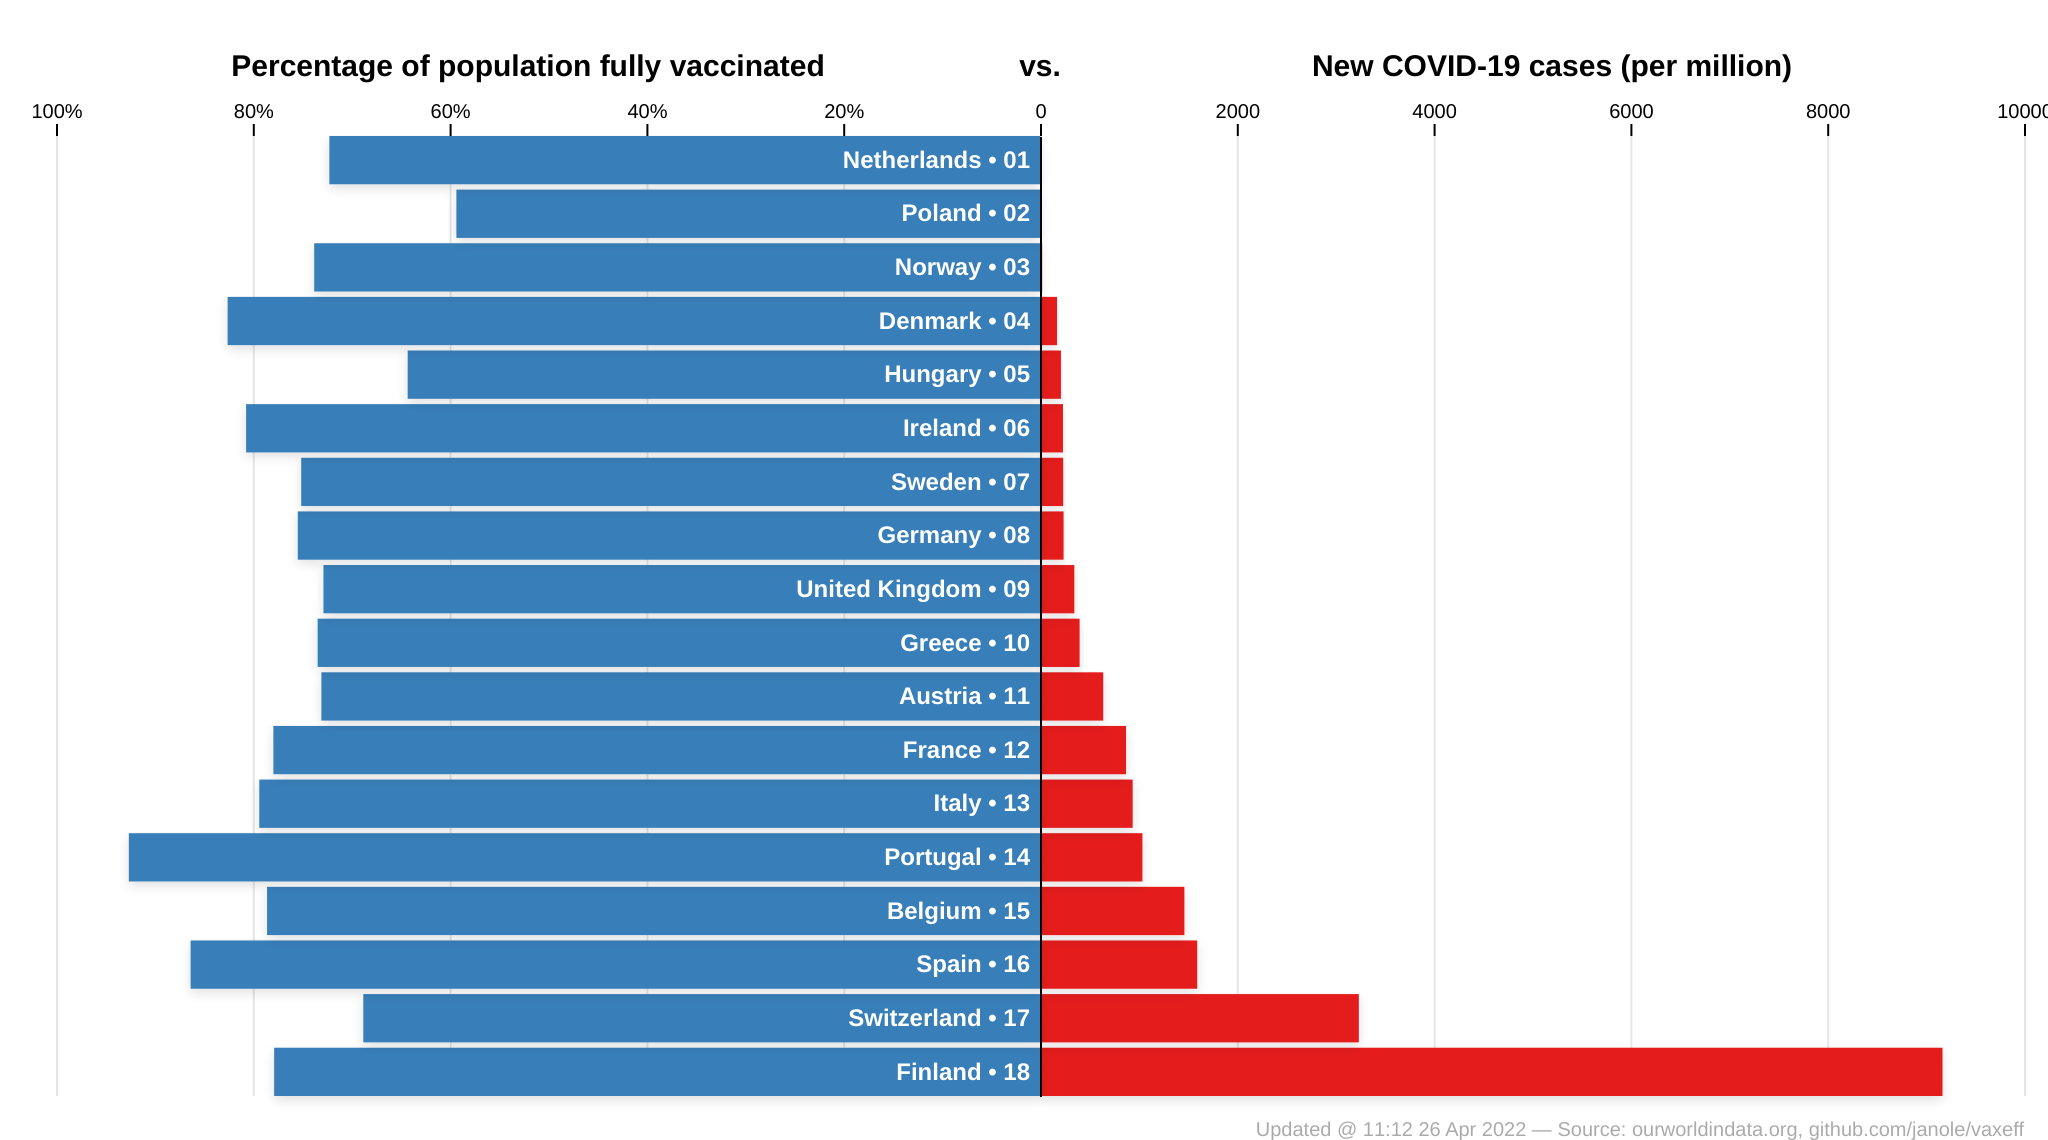 Percentage of population fully vaccinated vs. New COVID-19 cases (per million)
100% 80% 60% 40% 20% 0 2000 4000 6000 8000 10000
Netherlands • 01
Poland • 02
Norway • 03
Denmark • 04
Hungary • 05
Ireland • 06
Sweden • 07
Germany • 08
United Kingdom • 09
Greece • 10
Austria • 11
France • 12
Italy • 13
Portugal • 14
Belgium • 15
Spain • 16
Switzerland • 17
Finland • 18
Updated @ 11:12 26 Apr 2022 — Source: ourworldindata.org, github.com/janole/vaxeff